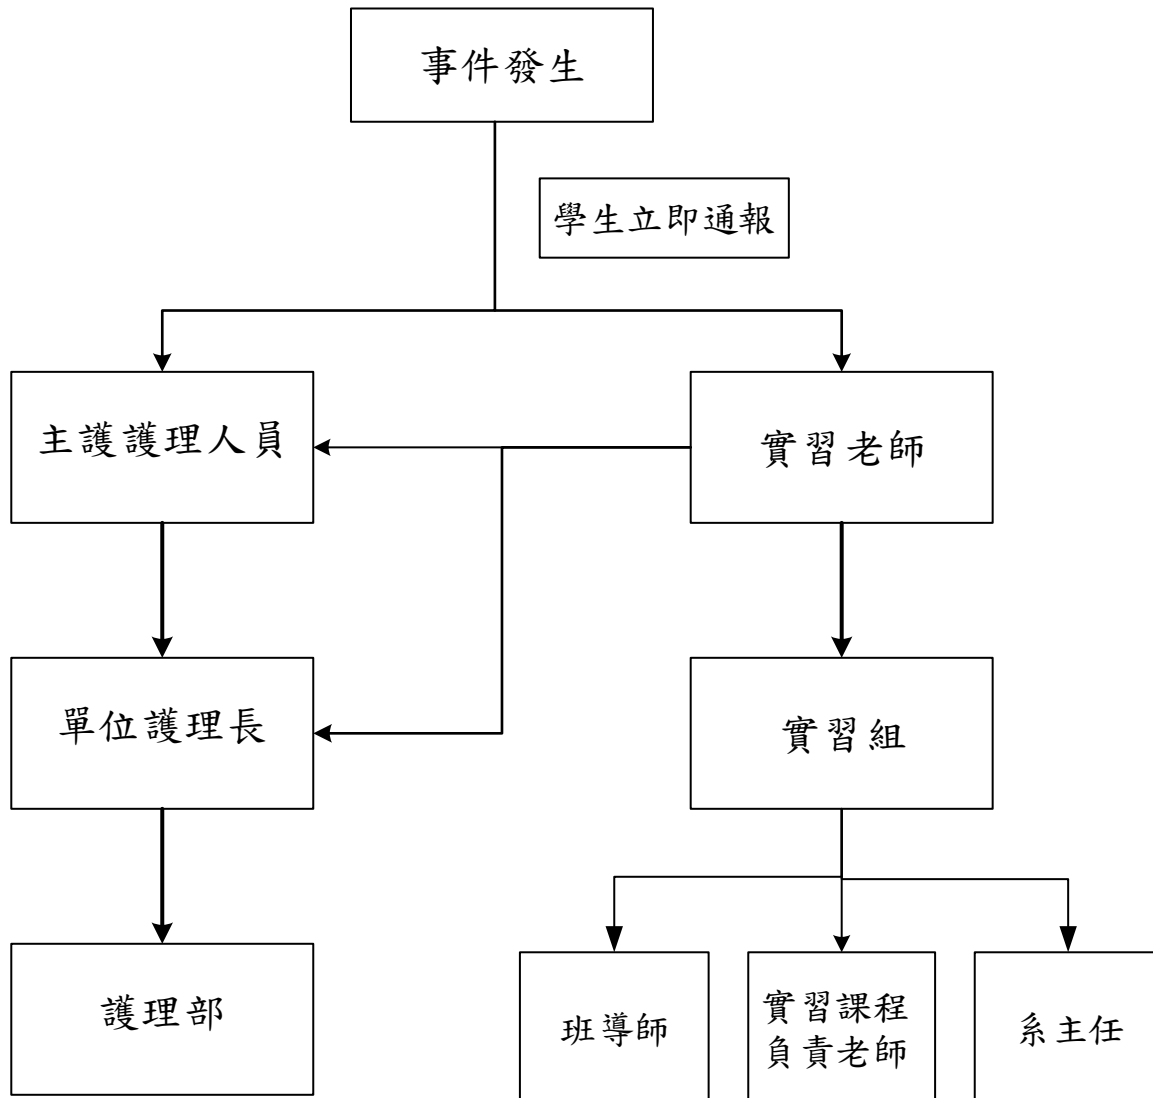 事件發生
學生立即通報
主護護理人員
實習老師
單位護理長
實習組
護理部
班導師
實習課程
負責老師
系主任